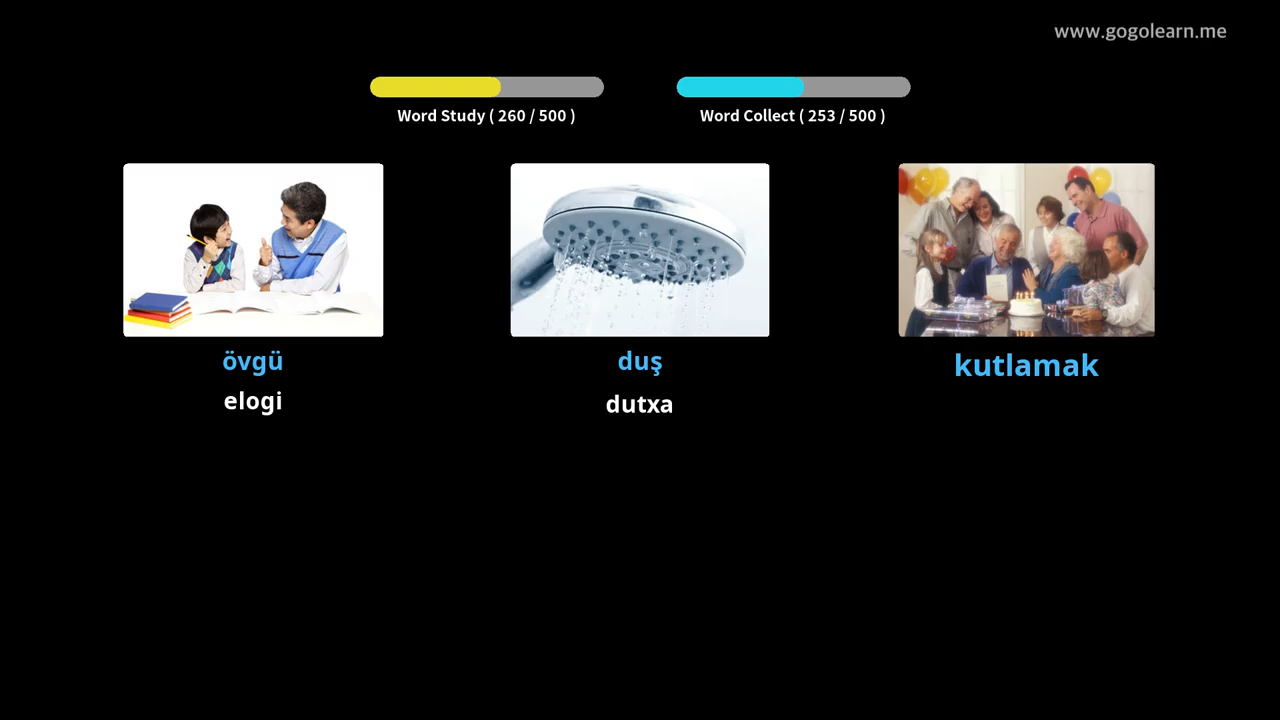 www.gogolearn.me
Word Study ( 260 / 500 )
Word Collect ( 253 / 500 )
övgü
elogi
duş
dutxa
kutlamak